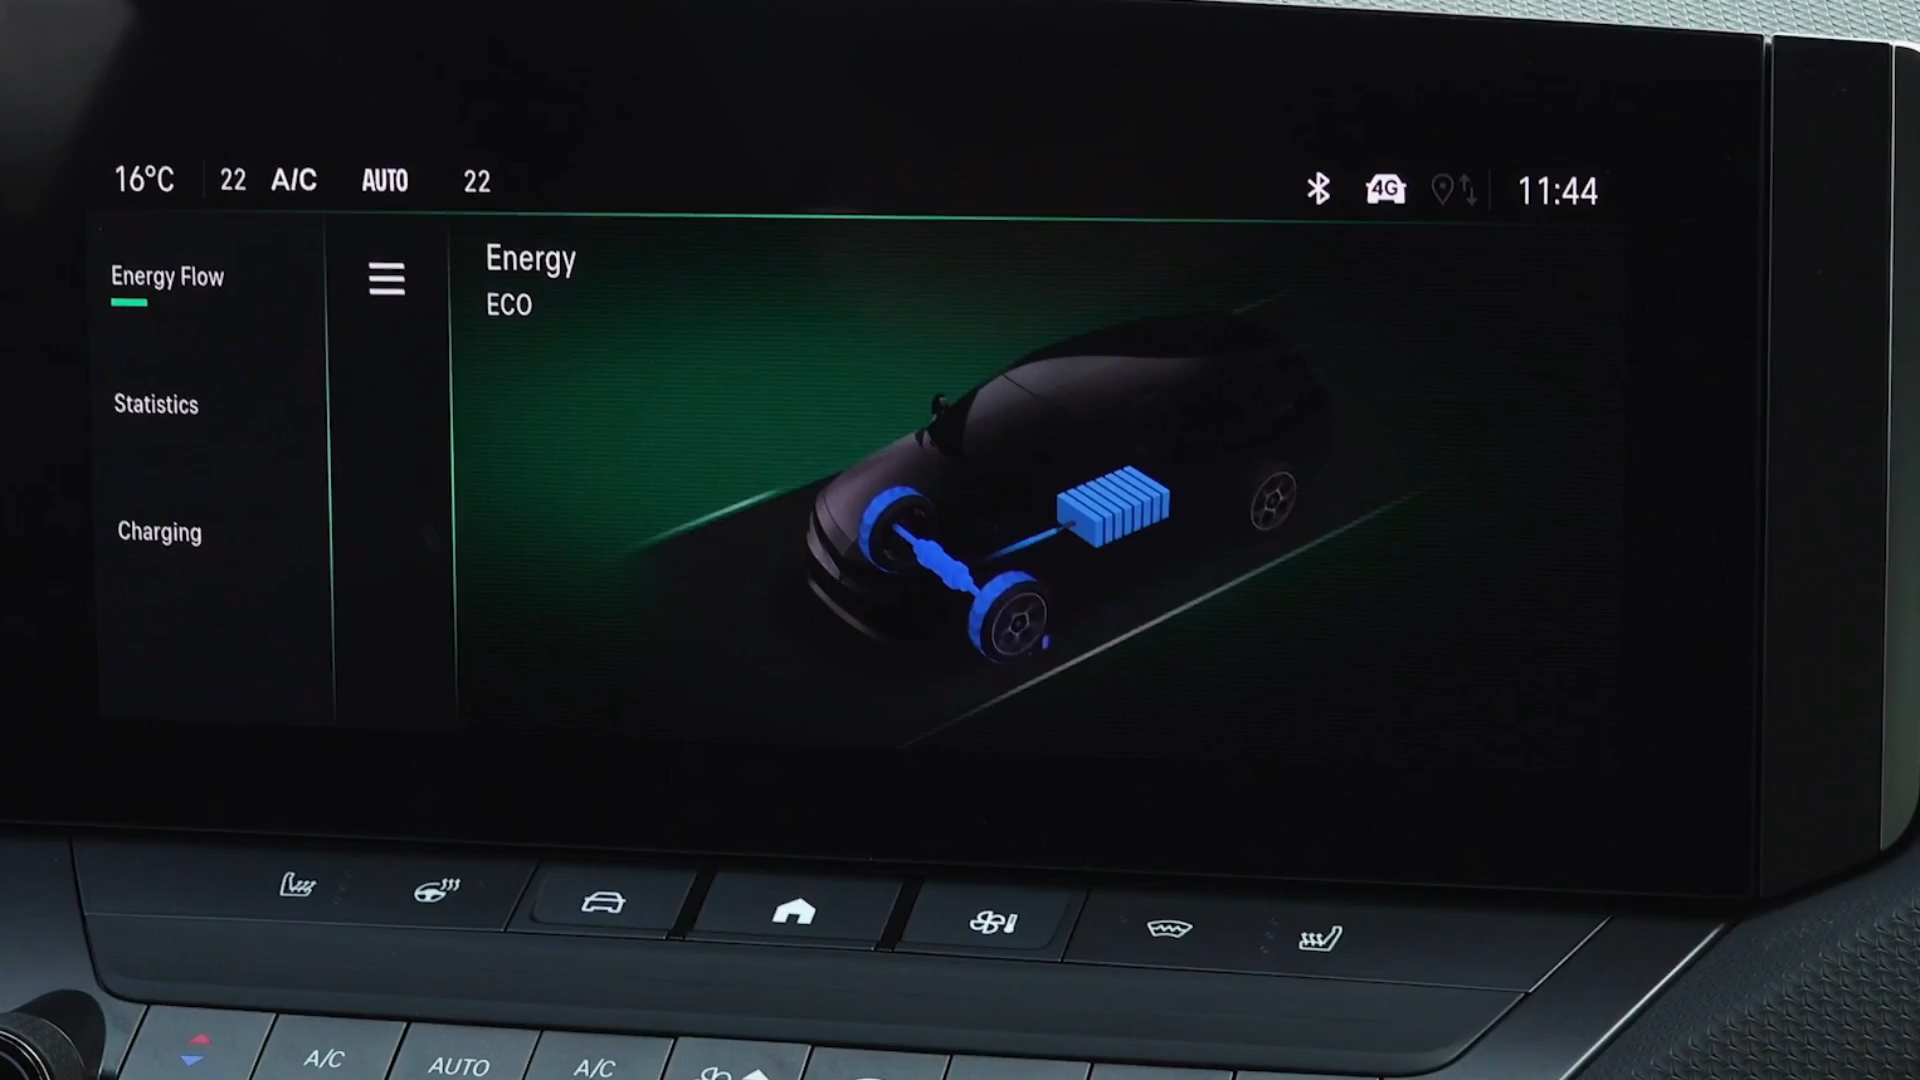 16°C 22 A/C AUTO 22 4G 11:44
Energy Flow
Statistics
Charging
Energy
ECO
A/C AUTO A/C